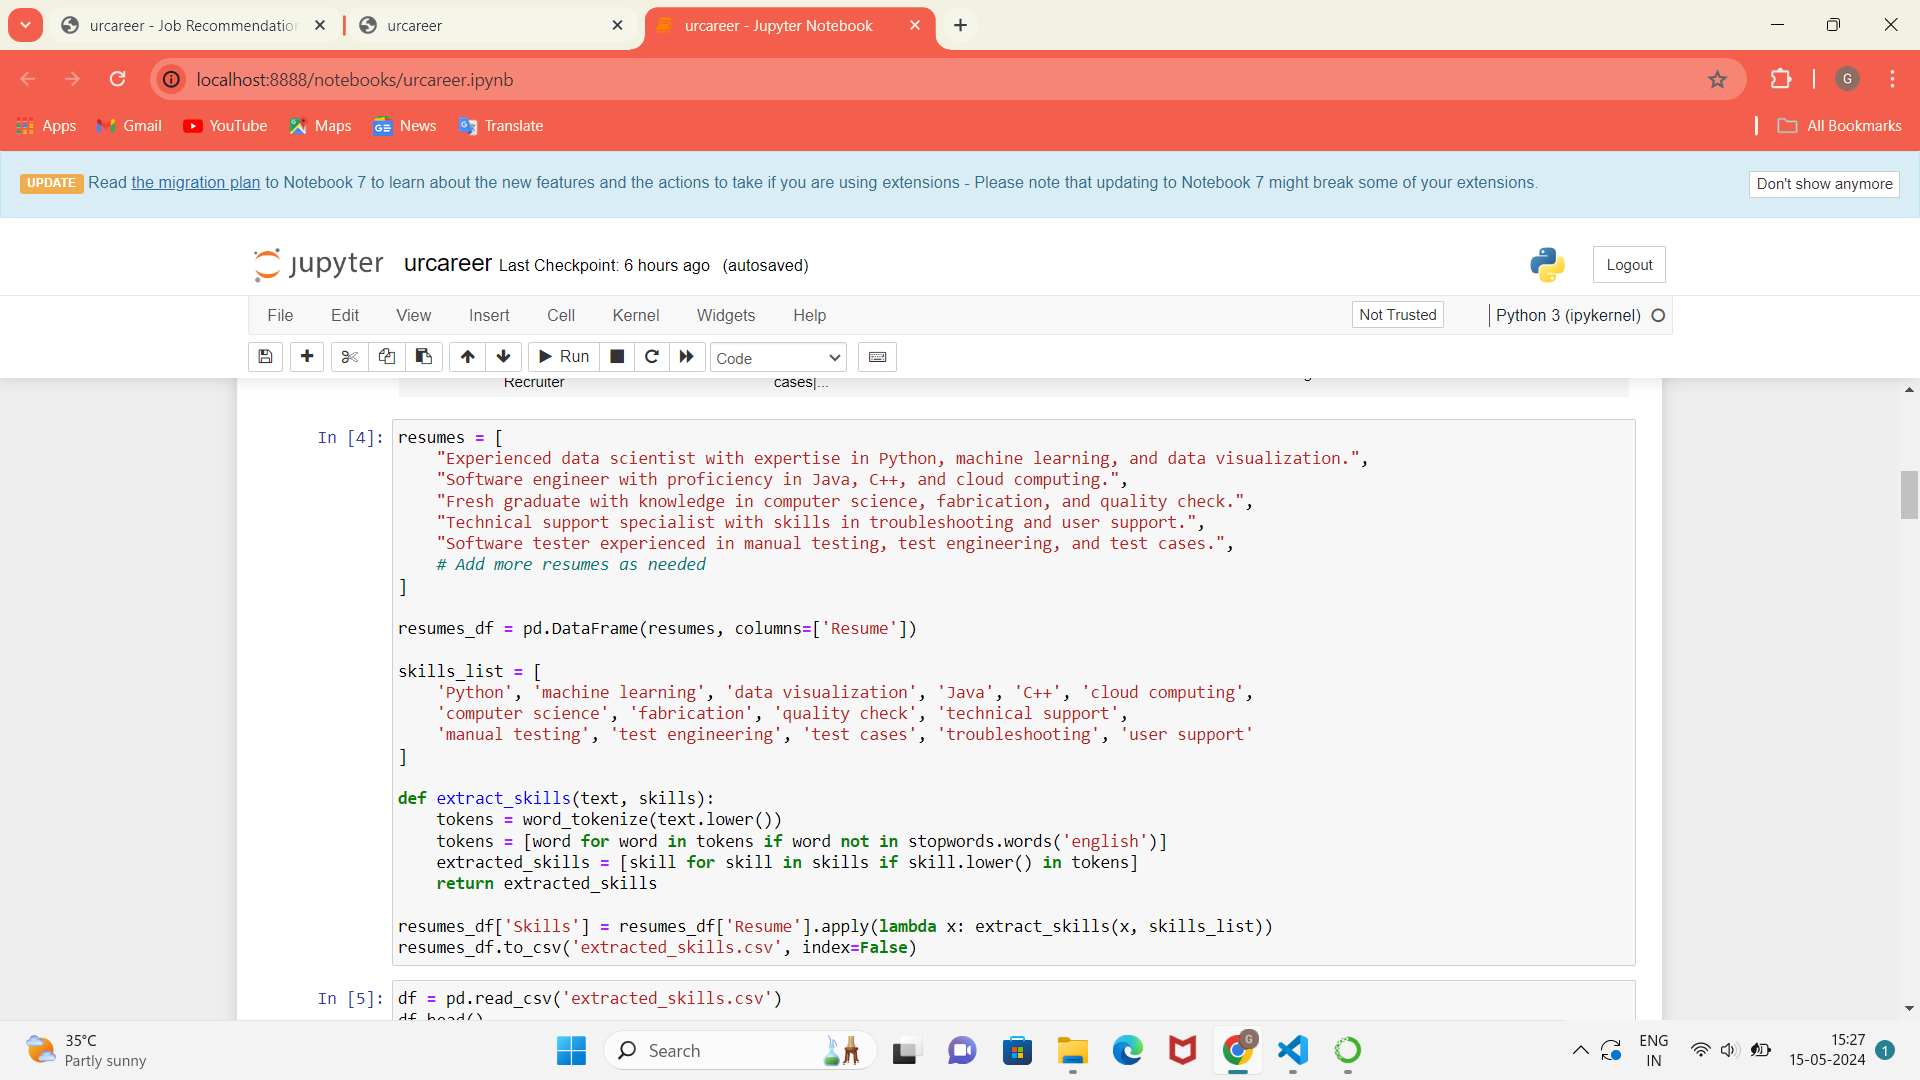 urcareer - Job Recommendation
urcareer
urcareer - Jupyter Notebook
localhost:8888/notebooks/urcareer.ipynb
G
Apps
Gmail
YouTube
Maps
News
Translate
All Bookmarks
UPDATE Read the migration plan to Notebook 7 to learn about the new features and the actions to take if you are using extensions - Please note that updating to Notebook 7 might break some of your extensions.
Don't show anymore
jupyter urcareer Last Checkpoint: 6 hours ago (autosaved)
Logout
File Edit View Insert Cell Kernel Widgets Help
Not Trusted
Python 3 (ipykernel)
Run
Code
Recruiter
cases|...
In [4]:
resumes = [
    "Experienced data scientist with expertise in Python, machine learning, and data visualization.",
    "Software engineer with proficiency in Java, C++, and cloud computing.",
    "Fresh graduate with knowledge in computer science, fabrication, and quality check.",
    "Technical support specialist with skills in troubleshooting and user support.",
    "Software tester experienced in manual testing, test engineering, and test cases.",
    # Add more resumes as needed
]
resumes_df = pd.DataFrame(resumes, columns=['Resume'])
skills_list = [
    'Python', 'machine learning', 'data visualization', 'Java', 'C++', 'cloud computing',
    'computer science', 'fabrication', 'quality check', 'technical support',
    'manual testing', 'test engineering', 'test cases', 'troubleshooting', 'user support'
]
def extract_skills(text, skills):
    tokens = word_tokenize(text.lower())
    tokens = [word for word in tokens if word not in stopwords.words('english')]
    extracted_skills = [skill for skill in skills if skill.lower() in tokens]
    return extracted_skills
resumes_df['Skills'] = resumes_df['Resume'].apply(lambda x: extract_skills(x, skills_list))
resumes_df.to_csv('extracted_skills.csv', index=False)
In [5]:
df = pd.read_csv('extracted_skills.csv')
df.head()
35°C
Partly sunny
Search
G
ENG
IN
15:27
15-05-2024
1